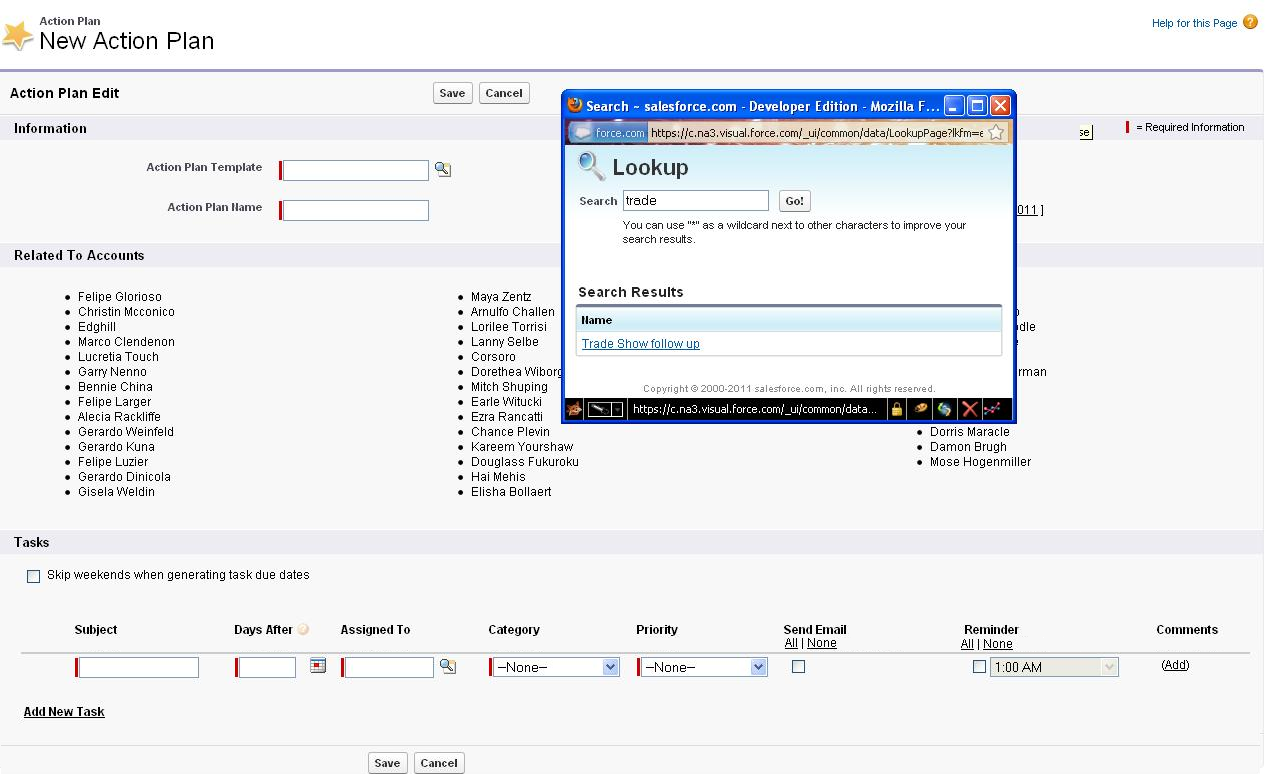 Action Plan
New Action Plan
Help for this Page
Action Plan Edit
Save
Cancel
Information
= Required Information
Action Plan Template
Action Plan Name
011 ]
Related To Accounts
Felipe Glorioso
Christin Mcconico
Edghill
Marco Clendenon
Lucretia Touch
Garry Nenno
Bennie China
Felipe Larger
Alecia Rackliffe
Gerardo Weinfeld
Gerardo Kuna
Felipe Luzier
Gerardo Dinicola
Gisela Weldin
Maya Zentz
Arnulfo Challen
Lorilee Torrisi
Lanny Selbe
Corsoro
Dorethea Wiborg
Mitch Shuping
Earle Witucki
Ezra Rancatti
Chance Plevin
Kareem Yourshaw
Douglass Fukuroku
Hai Mehis
Elisha Bollaert
Dorris Maracle
Damon Brugh
Mose Hogenmiller
Search ~ salesforce.com - Developer Edition - Mozilla F...
force.com
https://c.na3.visual.force.com/_ui/common/data/LookupPage?lkfm=e
Lookup
Search
trade
Go!
You can use "*" as a wildcard next to other characters to improve your
search results.
Search Results
Name
Trade Show follow up
Copyright © 2000-2011 salesforce.com, inc. All rights reserved.
https://c.na3.visual.force.com/_ui/common/data...
Tasks
Skip weekends when generating task due dates
Subject
Days After
Assigned To
Category
Priority
Send Email
All | None
Reminder
All | None
Comments
--None--
--None--
1:00 AM
(Add)
Add New Task
Save
Cancel